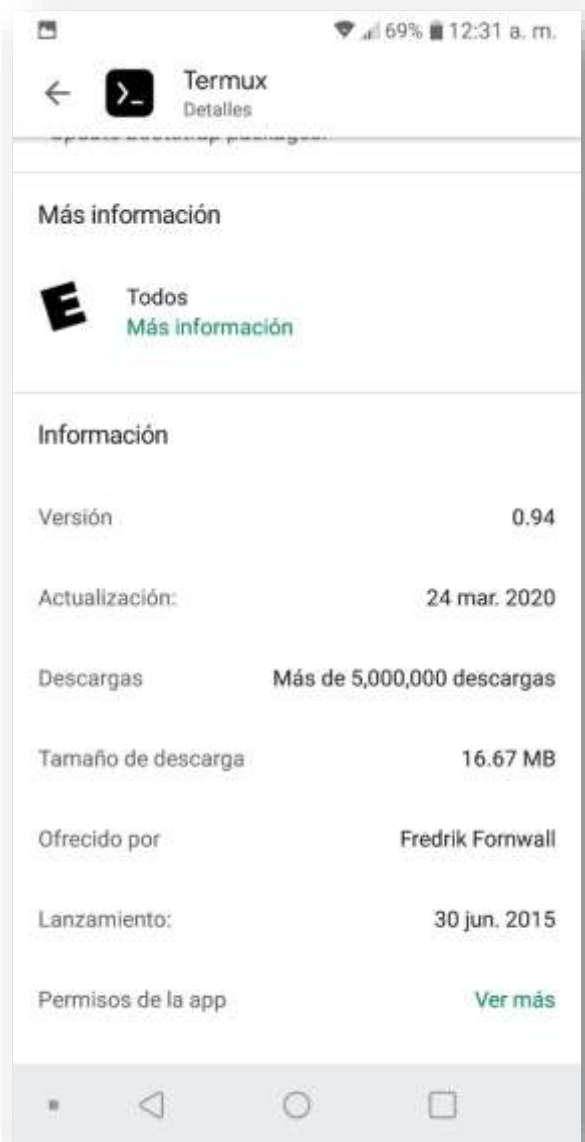 69% 12:31 a. m.
Termux
Detalles
Más información
E Todos
Más información
Información
Versión 0.94
Actualización: 24 mar. 2020
Descargas Más de 5,000,000 descargas
Tamaño de descarga 16.67 MB
Ofrecido por Fredrik Fornwall
Lanzamiento: 30 jun. 2015
Permisos de la app Ver más